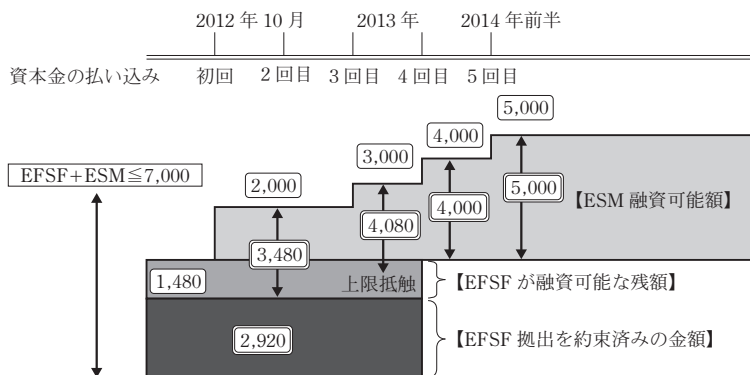 2012 年 10 月 2013 年 2014 年前半
資本金の払い込み 初回 2 回目 3 回目 4 回目 5 回目
5,000
4,000
3,000
EFSF+ESM≦7,000
2,000
5,000 【ESM 融資可能額】
4,000
4,080
3,480
1,480 上限抵触 【EFSF が融資可能な残額】
2,920 【EFSF 拠出を約束済みの金額】